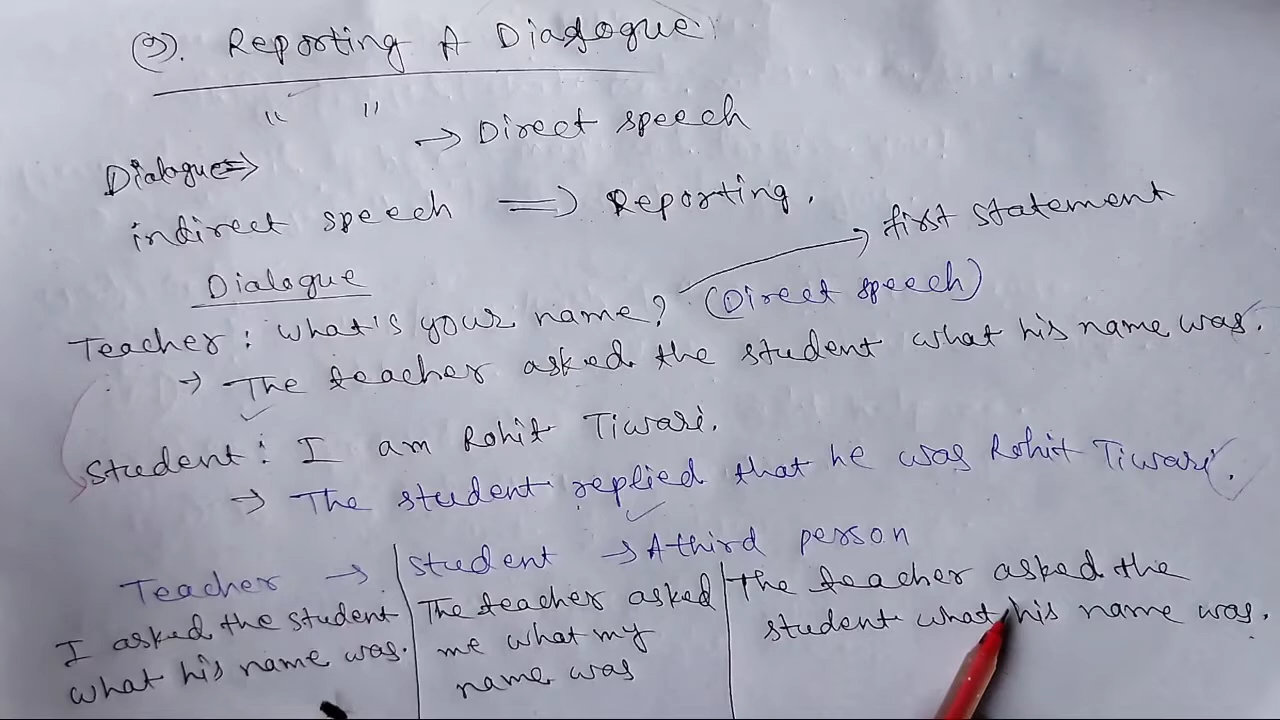 (9). Reporting A Dialogue
" "
→ Direct speech
Dialogue ⇒
indirect speech ⇒ Reporting.
first statement
Dialogue
Teacher : What's your name? (Direct speech)
→ The teacher asked the student what his name was.
Student : I am Rohit Tiwari.
→ The student replied that he was Rohit Tiwari.
Teacher → Student → A third person
I asked the student
what his name was.
The teacher asked
me what my
name was
The teacher asked the
student what his name was.